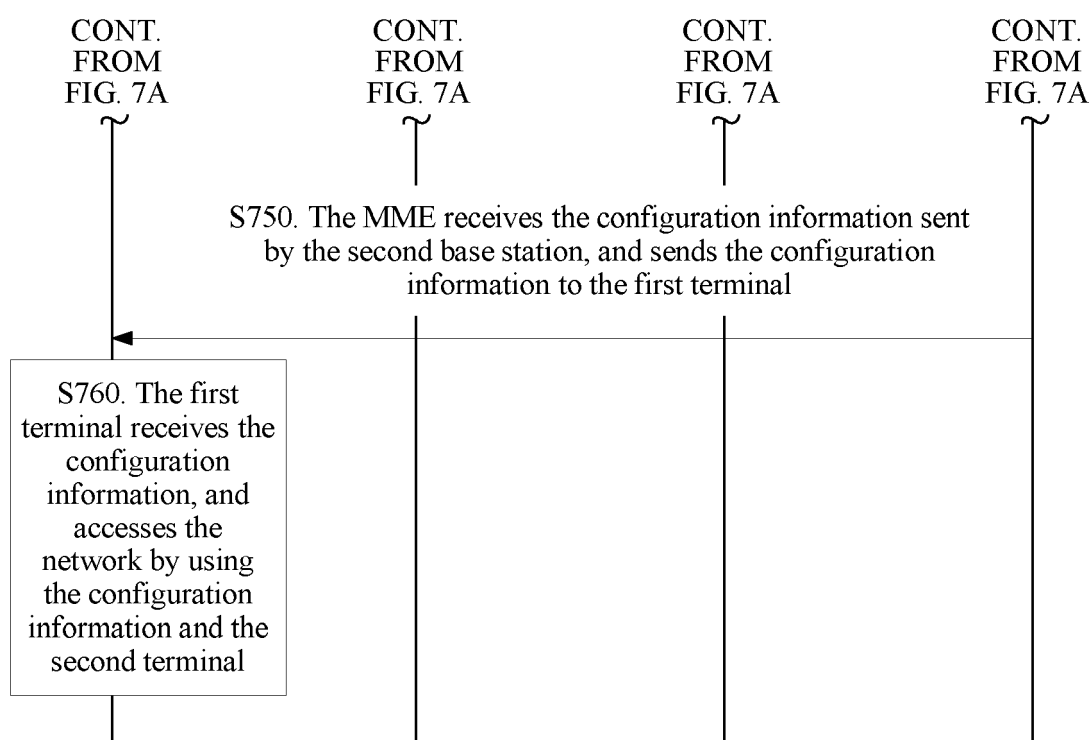 CONT.
FROM
FIG. 7A
CONT.
FROM
FIG. 7A
CONT.
FROM
FIG. 7A
CONT.
FROM
FIG. 7A
S750. The MME receives the configuration information sent
by the second base station, and sends the configuration
information to the first terminal
S760. The first
terminal receives the
configuration
information, and
accesses the
network by using
the configuration
information and the
second terminal